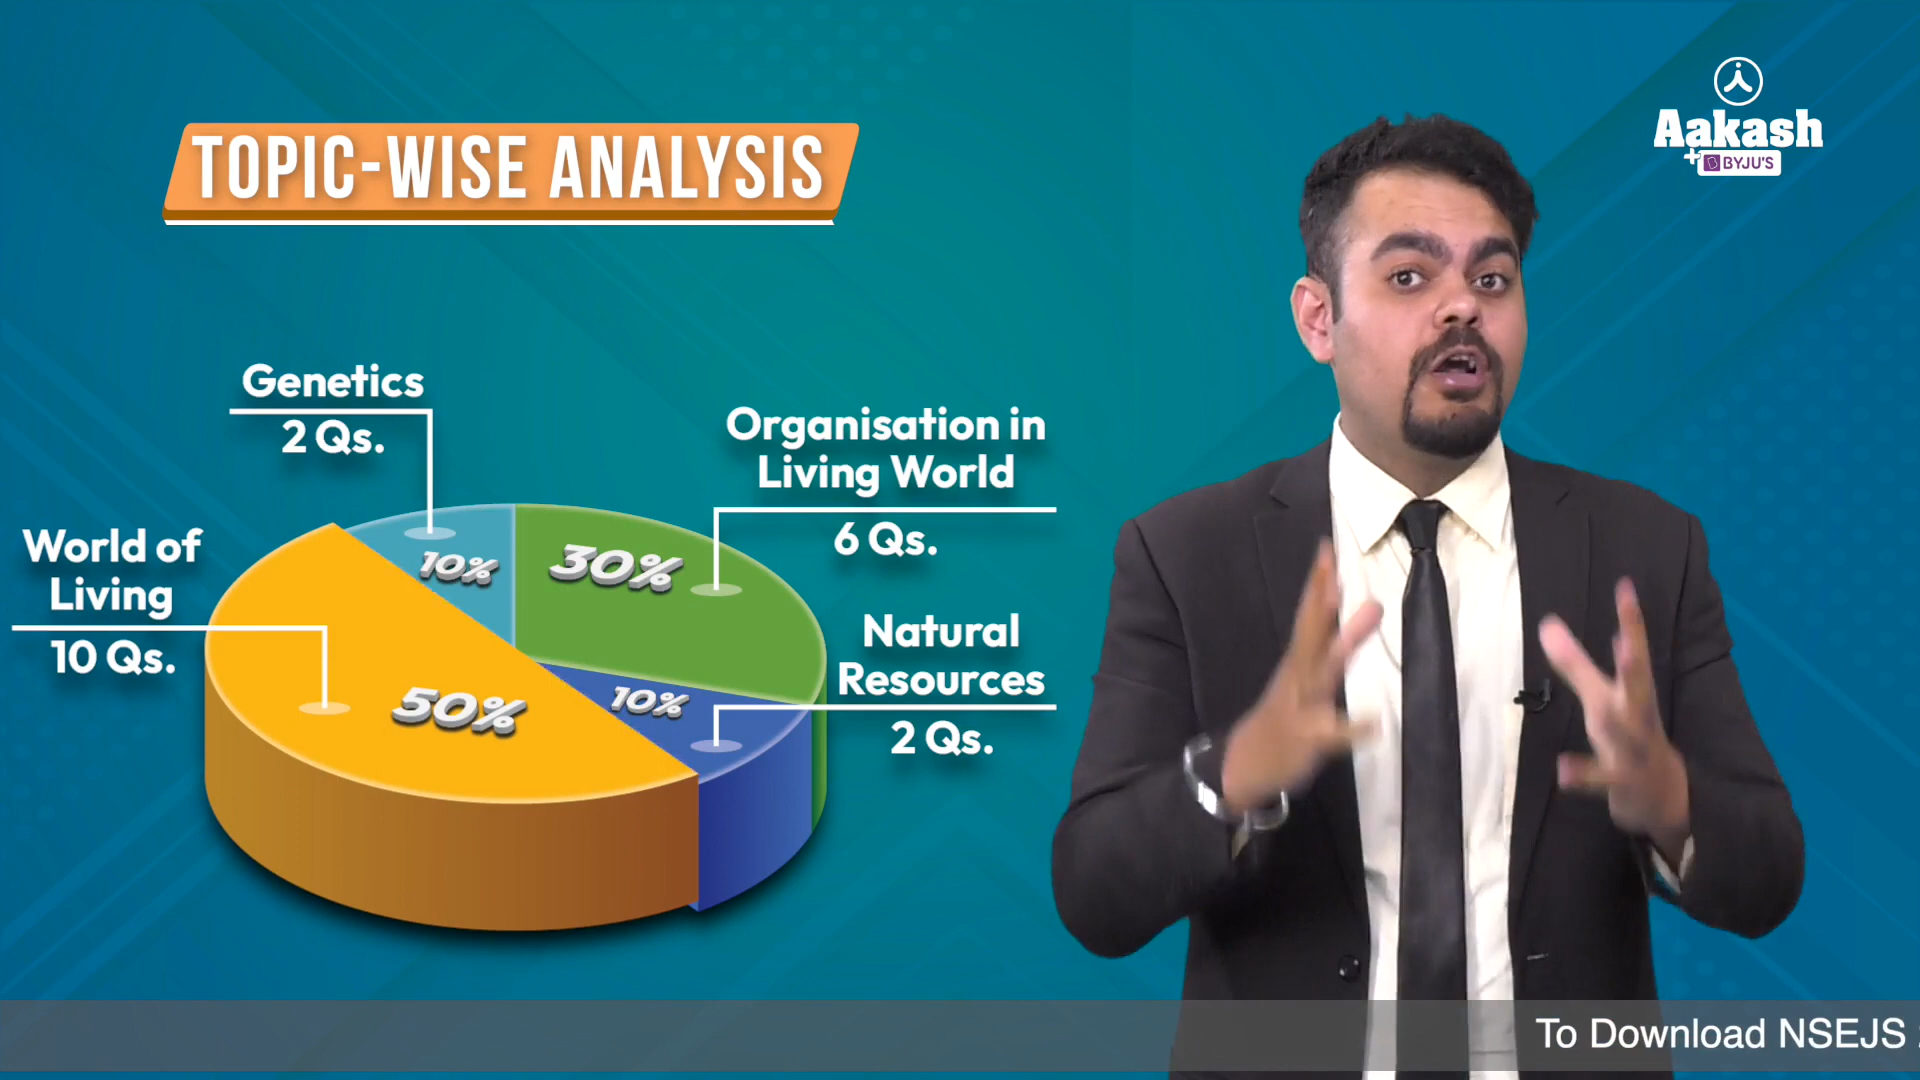 Aakash
+ BYJU'S
TOPIC-WISE ANALYSIS
Genetics
2 Qs.
Organisation in
Living World
6 Qs.
World of
Living
10 Qs.
Natural
Resources
2 Qs.
10%
30%
50%
10%
To Download NSEJS